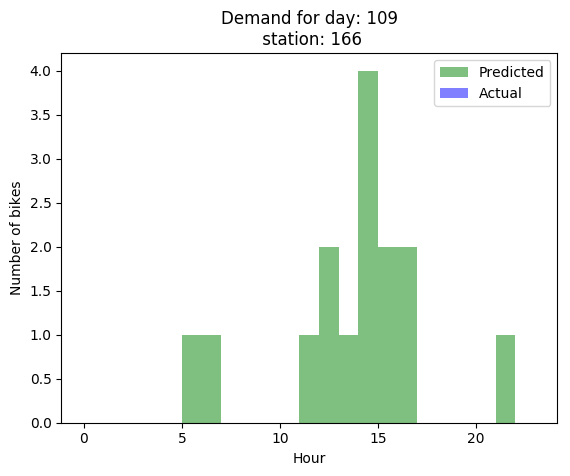 Demand for day: 109
station: 166
Predicted
Actual
4.0
3.5
3.0
2.5
2.0
1.5
1.0
0.5
0.0
Number of bikes
0 5 10 15 20
Hour